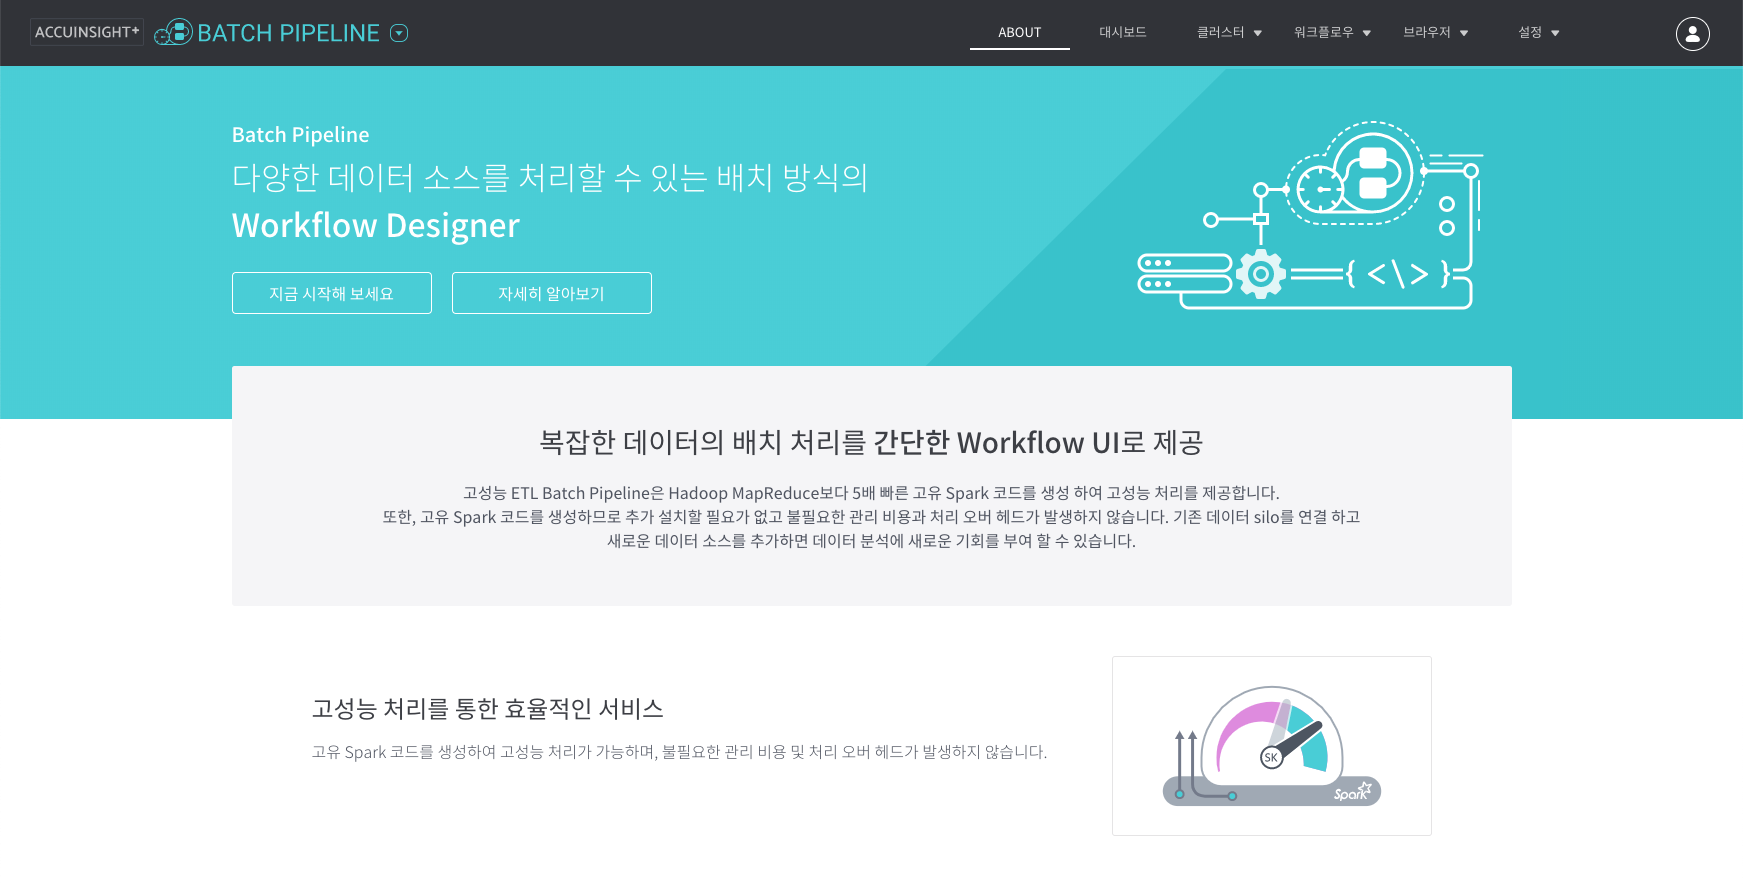 ACCUINSIGHT+ BATCH PIPELINE
ABOUT 대시보드 클러스터 워크플로우 브라우저 설정
Batch Pipeline
다양한 데이터 소스를 처리할 수 있는 배치 방식의
Workflow Designer
지금 시작해 보세요 자세히 알아보기
{ <\> }
복잡한 데이터의 배치 처리를 간단한 Workflow UI로 제공
고성능 ETL Batch Pipeline은 Hadoop MapReduce보다 5배 빠른 고유 Spark 코드를 생성 하여 고성능 처리를 제공합니다.
또한, 고유 Spark 코드를 생성하므로 추가 설치할 필요가 없고 불필요한 관리 비용과 처리 오버 헤드가 발생하지 않습니다. 기존 데이터 silo를 연결 하고
새로운 데이터 소스를 추가하면 데이터 분석에 새로운 기회를 부여 할 수 있습니다.
고성능 처리를 통한 효율적인 서비스
고유 Spark 코드를 생성하여 고성능 처리가 가능하며, 불필요한 관리 비용 및 처리 오버 헤드가 발생하지 않습니다.
SK
Spark